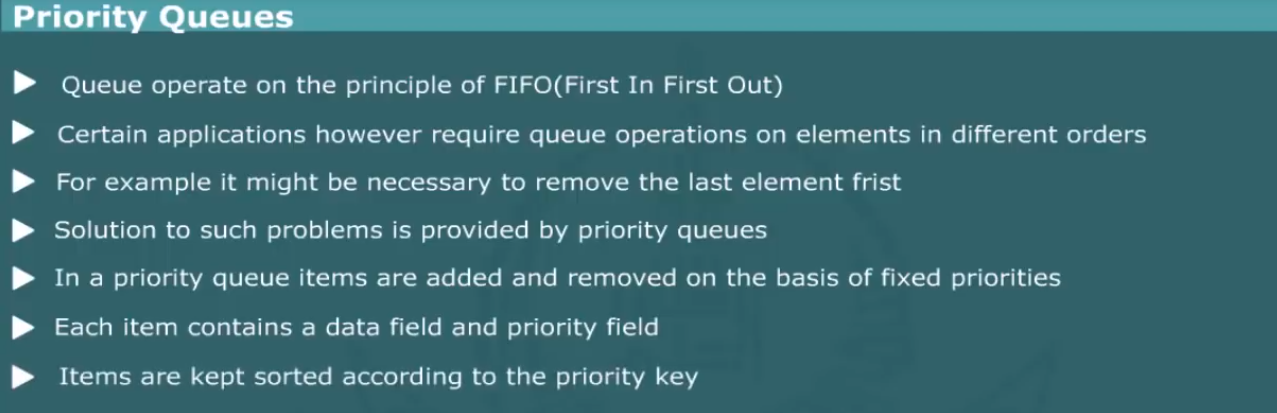 Priority Queues
Queue operate on the principle of FIFO(First In First Out)
Certain applications however require queue operations on elements in different orders
For example it might be necessary to remove the last element frist
Solution to such problems is provided by priority queues
In a priority queue items are added and removed on the basis of fixed priorities
Each item contains a data field and priority field
Items are kept sorted according to the priority key